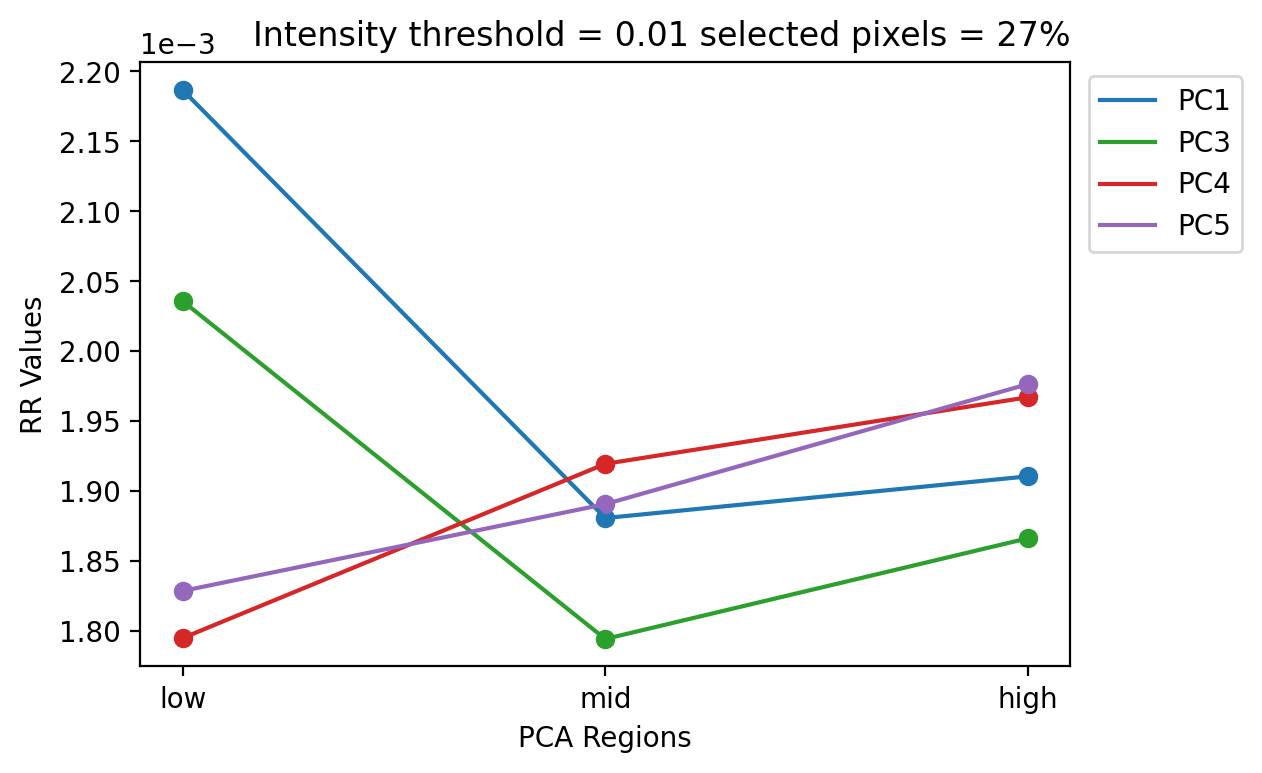 1e−3
Intensity threshold = 0.01 selected pixels = 27%
2.20
2.15
2.10
2.05
2.00
1.95
1.90
1.85
1.80
RR Values
low
mid
high
PCA Regions
PC1
PC3
PC4
PC5